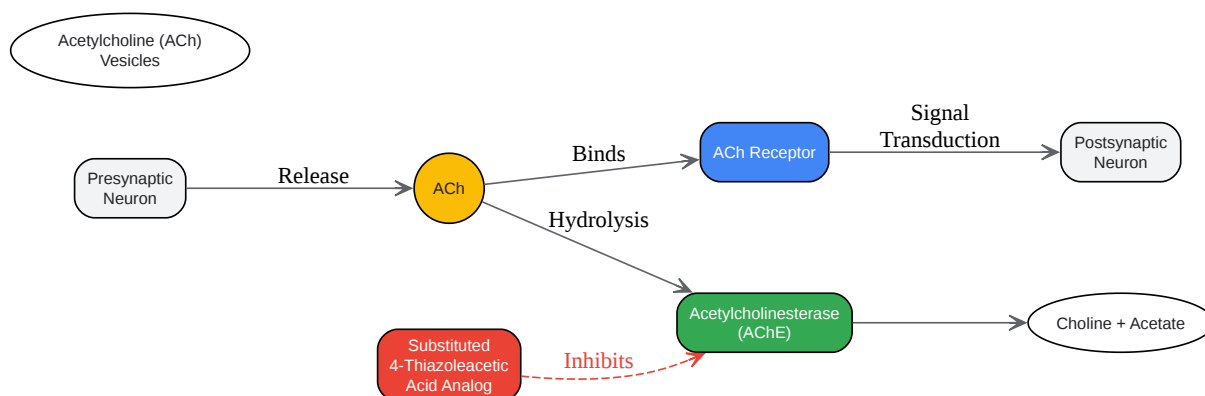 Acetylcholine (ACh)
Vesicles
Signal
Transduction
Binds
ACh Receptor
Postsynaptic
Neuron
Presynaptic
Neuron
Release
ACh
Hydrolysis
Acetylcholinesterase
(AChE)
Choline + Acetate
Substituted
4-Thiazoleacetic
Acid Analog
Inhibits